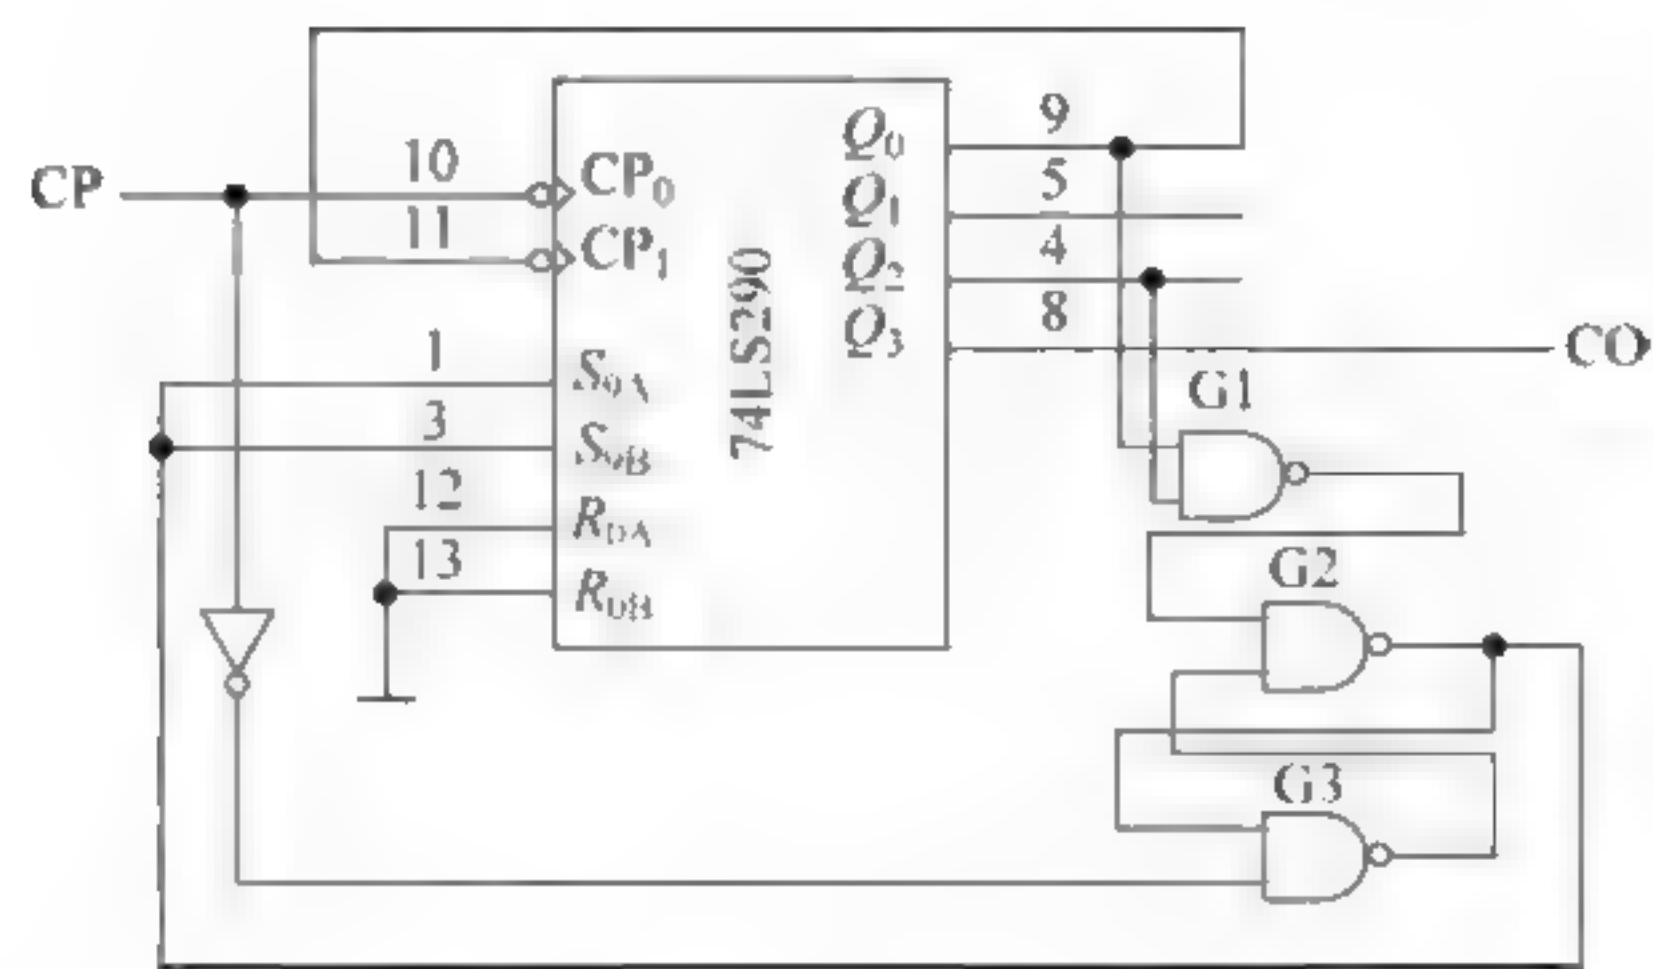 CP
10
11
1
3
12
13
CP₀
CP₁
S₉A
S₉B
R₀A
R₀B
74LS290
Q₀
Q₁
Q₂
Q₃
9
5
4
8
CO
G1
G2
G3